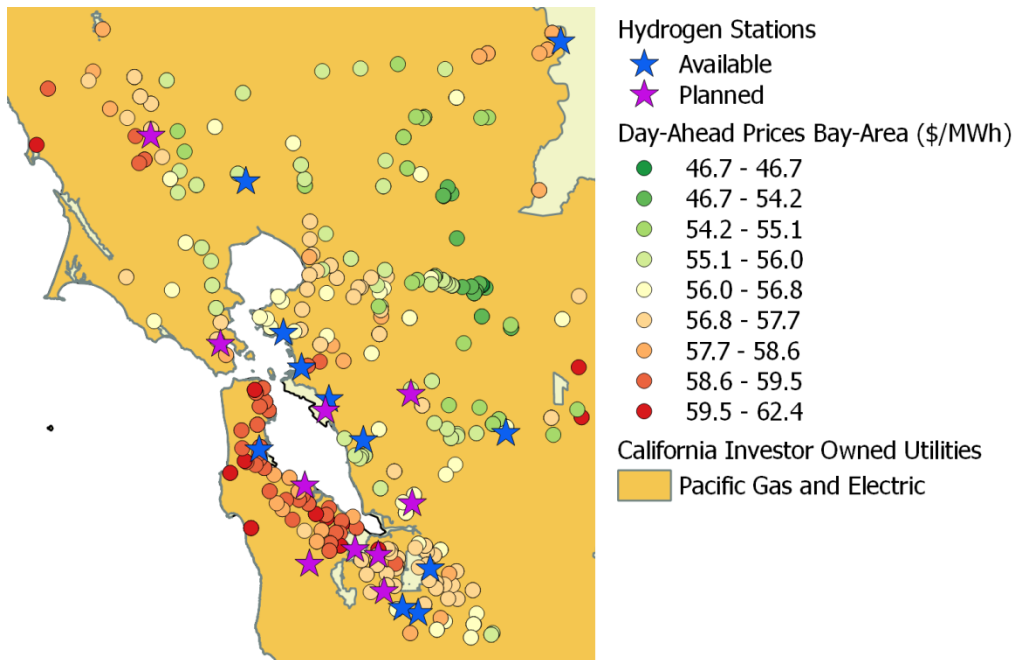 Hydrogen Stations
Available
Planned
Day-Ahead Prices Bay-Area ($/MWh)
46.7 - 46.7
46.7 - 54.2
54.2 - 55.1
55.1 - 56.0
56.0 - 56.8
56.8 - 57.7
57.7 - 58.6
58.6 - 59.5
59.5 - 62.4
California Investor Owned Utilities
Pacific Gas and Electric